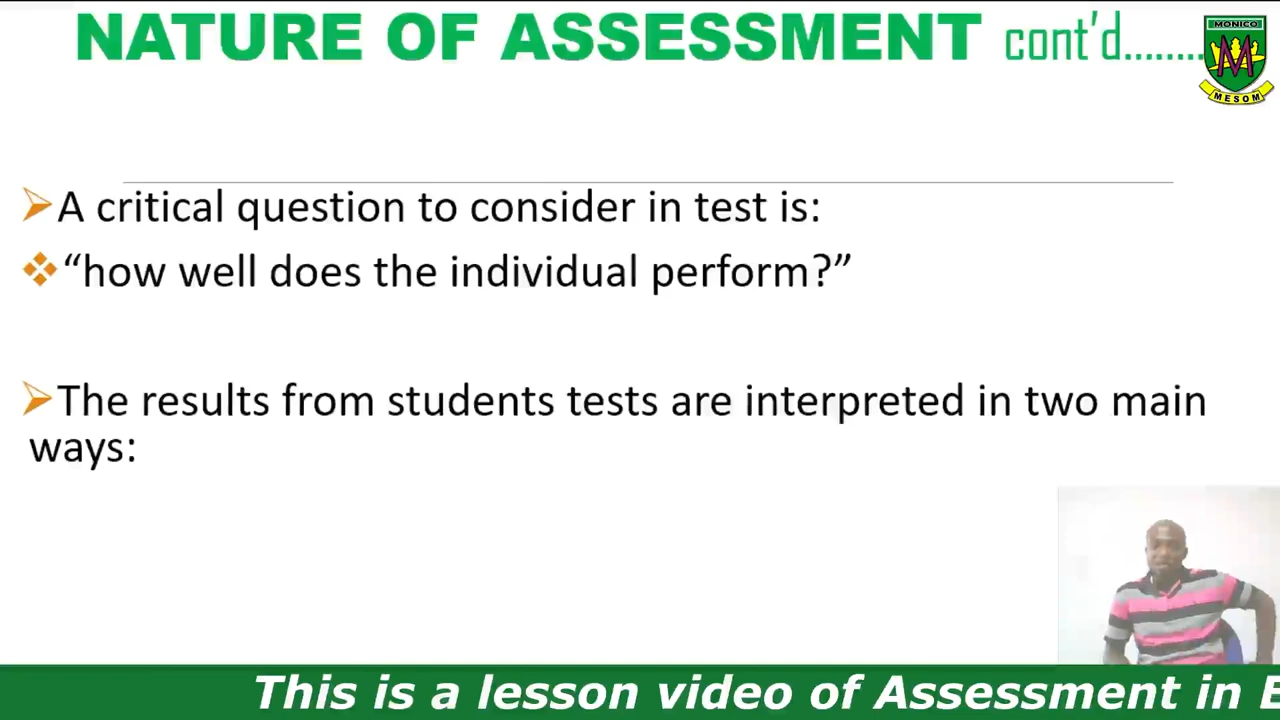 NATURE OF ASSESSMENT cont'd........
MONICO
MESOM
➢A critical question to consider in test is:
❖“how well does the individual perform?”
➢The results from students tests are interpreted in two main
ways:
This is a lesson video of Assessment in